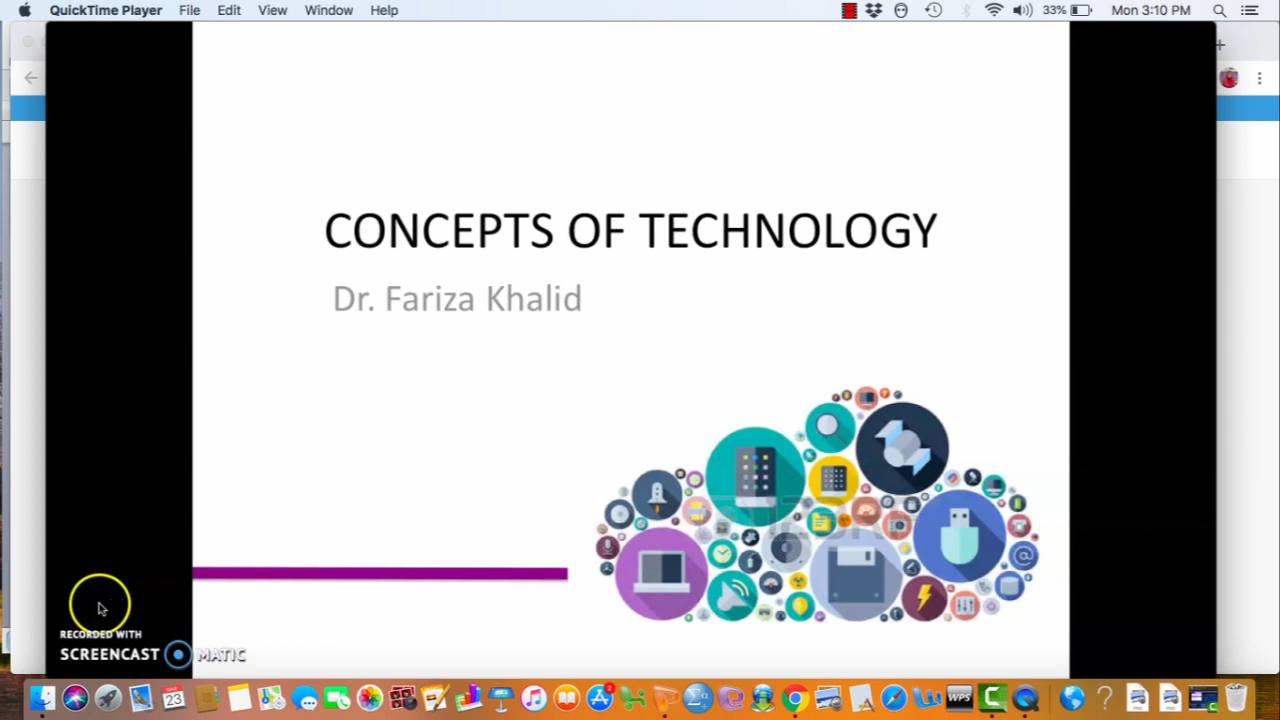 QuickTime Player File Edit View Window Help 33% Mon 3:10 PM
CONCEPTS OF TECHNOLOGY
Dr. Fariza Khalid
RECORDED WITH
SCREENCAST MATIC
23
2
WPS